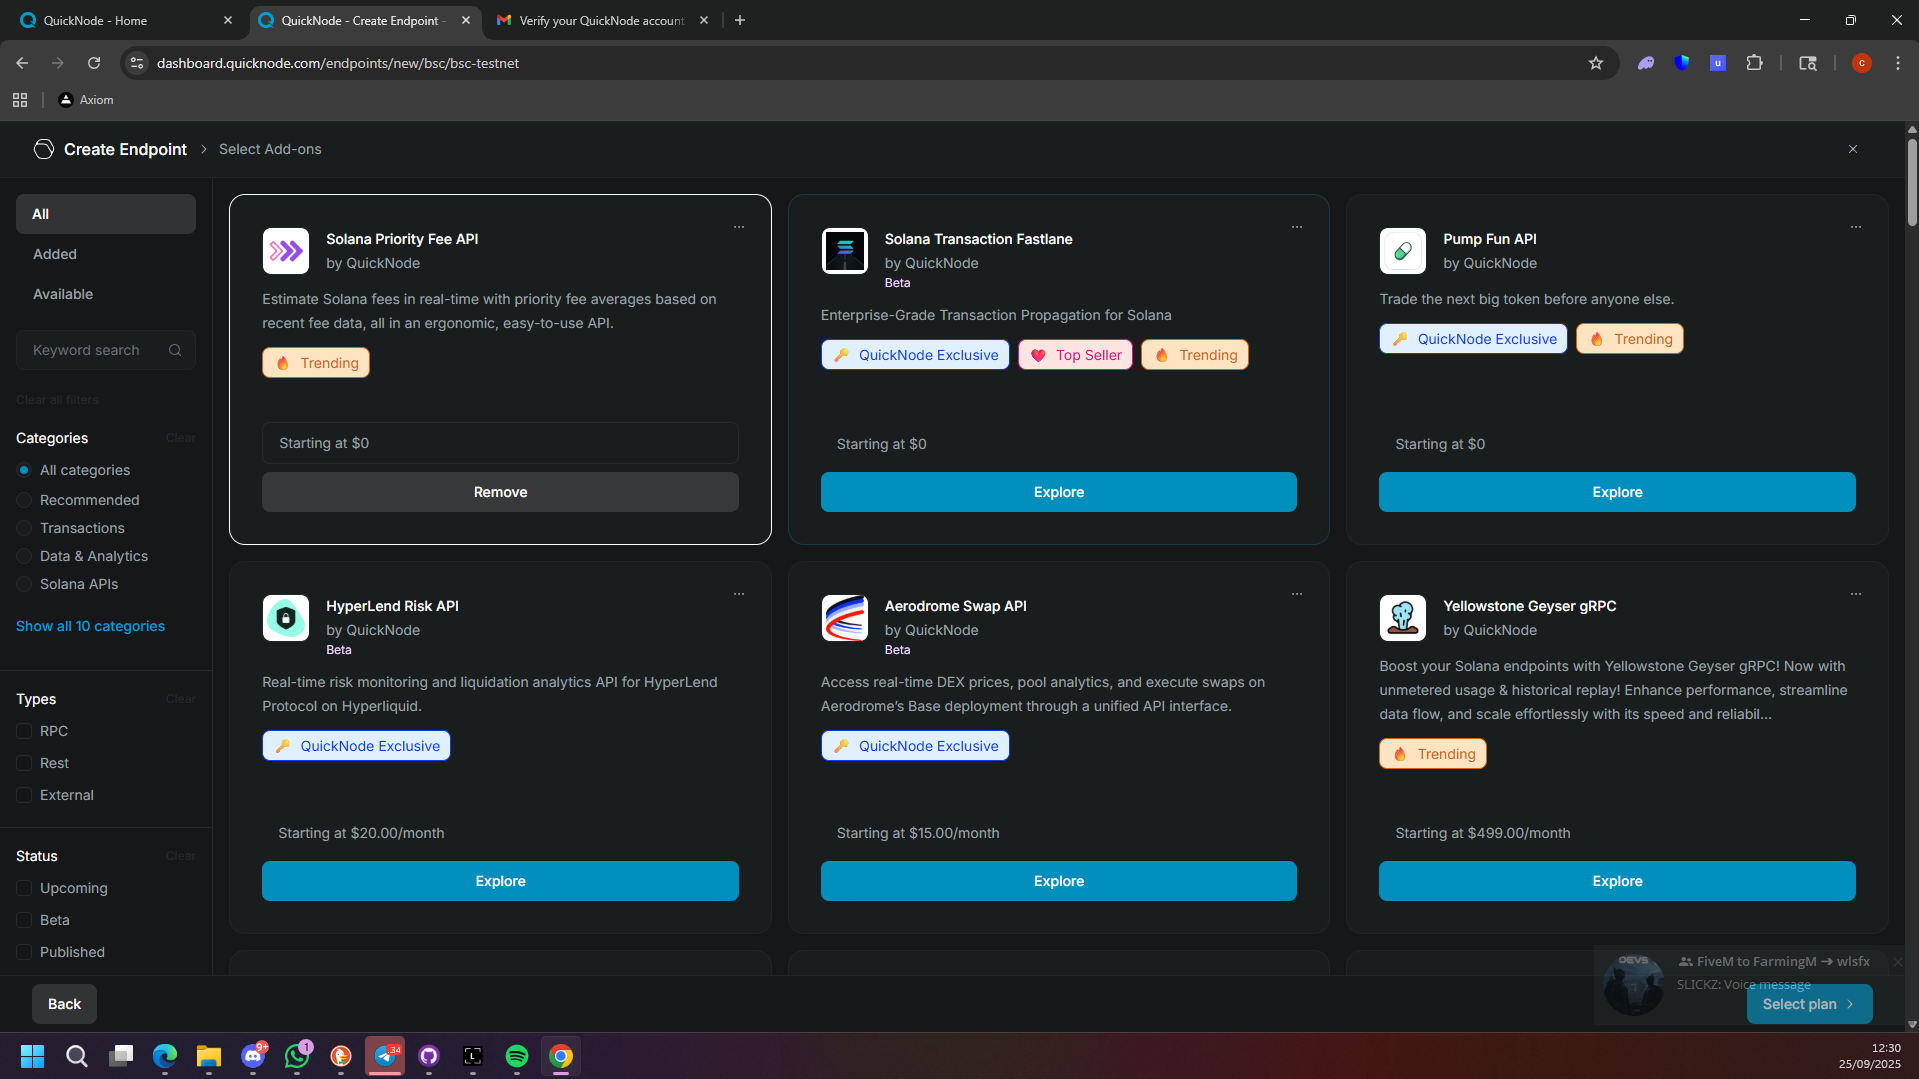 QuickNode - Home
QuickNode - Create Endpoint -
Verify your QuickNode account
dashboard.quicknode.com/endpoints/new/bsc/bsc-testnet
u
c
Axiom
Create Endpoint > Select Add-ons
All
Added
Available
Keyword search
Clear all filters
Categories Clear
All categories
Recommended
Transactions
Data & Analytics
Solana APIs
Show all 10 categories
Types Clear
RPC
Rest
External
Status Clear
Upcoming
Beta
Published
Solana Priority Fee API
by QuickNode
Estimate Solana fees in real-time with priority fee averages based on
recent fee data, all in an ergonomic, easy-to-use API.
Trending
Starting at $0
Remove
Solana Transaction Fastlane
by QuickNode
Beta
Enterprise-Grade Transaction Propagation for Solana
QuickNode Exclusive Top Seller Trending
Starting at $0
Explore
Pump Fun API
by QuickNode
Trade the next big token before anyone else.
QuickNode Exclusive Trending
Starting at $0
Explore
HyperLend Risk API
by QuickNode
Beta
Real-time risk monitoring and liquidation analytics API for HyperLend
Protocol on Hyperliquid.
QuickNode Exclusive
Starting at $20.00/month
Explore
Aerodrome Swap API
by QuickNode
Beta
Access real-time DEX prices, pool analytics, and execute swaps on
Aerodrome’s Base deployment through a unified API interface.
QuickNode Exclusive
Starting at $15.00/month
Explore
Yellowstone Geyser gRPC
by QuickNode
Boost your Solana endpoints with Yellowstone Geyser gRPC! Now with
unmetered usage & historical replay! Enhance performance, streamline
data flow, and scale effortlessly with its speed and reliabil...
Trending
Starting at $499.00/month
Explore
DEVS
FiveM to FarmingM ➔ wlsfx
SLICKZ: Voice message
Back
Select plan >
9+
1
34
L
12:30
25/09/2025